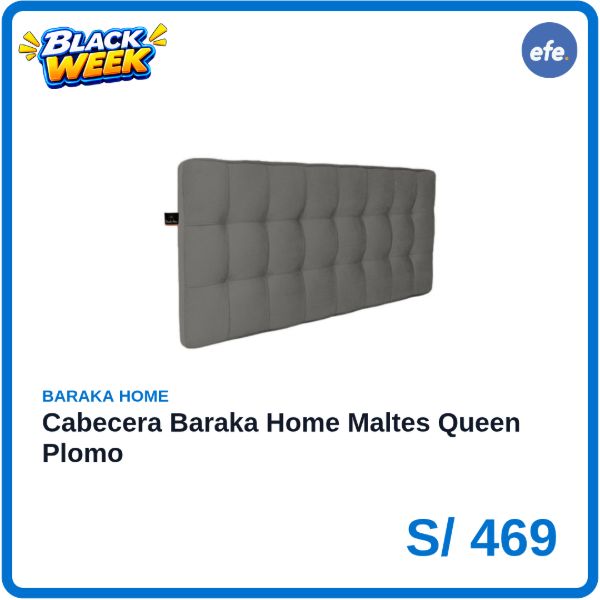 BLACK
WEEK
efe.
BARAKA HOME
Cabecera Baraka Home Maltes Queen
Plomo
S/ 469